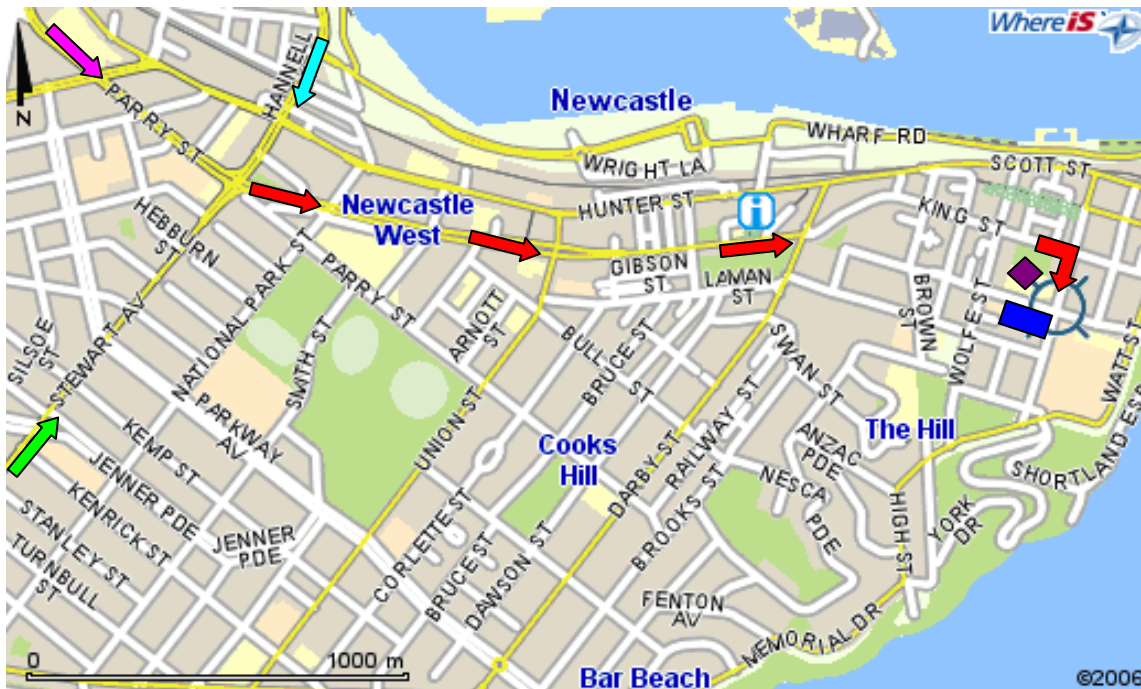 WhereiS
HANNELL
PARRY ST
N
Newcastle
WHARF RD
WRIGHT LA
SCOTT ST
HUNTER ST
KING ST
Newcastle
West
HEBBURN
ST
NATIONAL PARK ST
PARRY ST
GIBSON
ST
LAMAN
ST
ARNOTT
ST
BULL
ST
BRUCE ST
SWAN ST
BROWN
ST
WOLFE ST
WATT ST
SILSOE
ST
STEWART AV
SMITH ST
PARKWAY
AV
UNION ST
Cooks
Hill
DARBY ST
RAILWAY ST
BROOKS ST
The Hill
ANZAC
PDE
NESCA
PDE
HIGH ST
YORK
DR
SHORTLAND ESP
KEMP ST
JENNER PDE
KENRICK ST
STANLEY ST
TURNBULL
ST
JENNER
PDE
CORLETTE ST
BRUCE ST
DAWSON ST
FENTON
AV
MEMORIAL DR
Bar Beach
0 1000 m
©2006